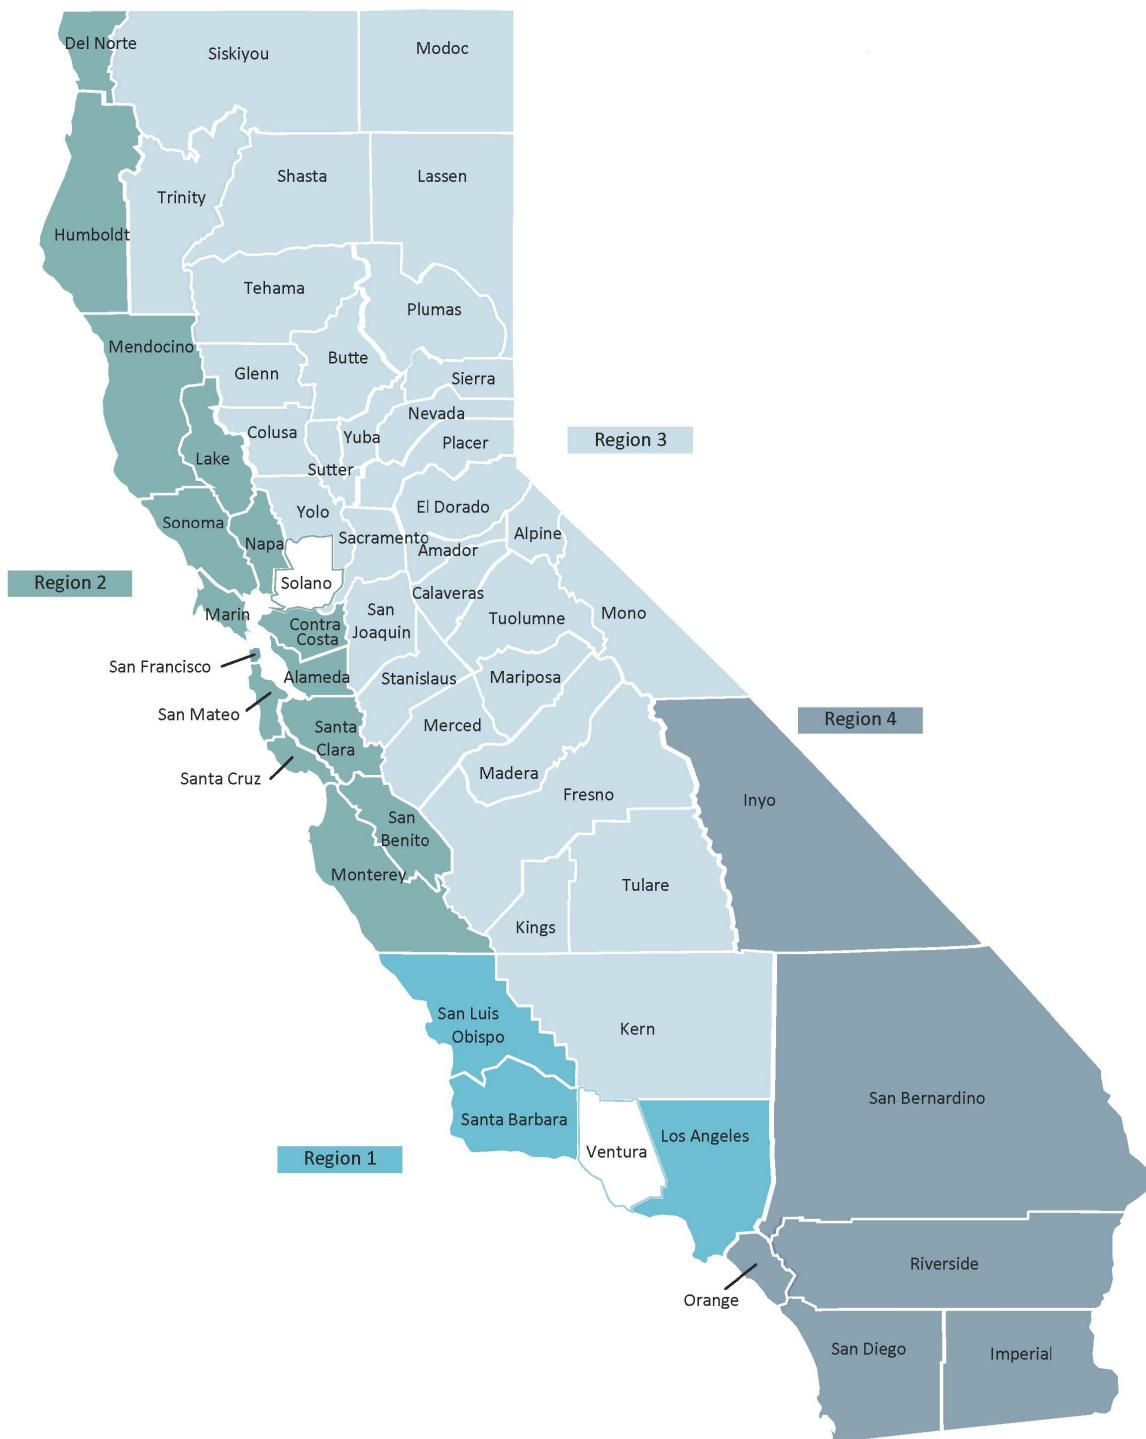 Del Norte
Siskiyou
Modoc
Trinity
Shasta
Lassen
Humboldt
Tehama
Plumas
Mendocino
Butte
Glenn
Sierra
Nevada
Colusa
Yuba
Placer
Region 3
Lake
Sutter
El Dorado
Yolo
Sonoma
Sacramento
Alpine
Napa
Amador
Region 2
Solano
Calaveras
Marin
San
Joaquin
Contra
Costa
Tuolumne
Mono
San Francisco
Alameda
Stanislaus
Mariposa
San Mateo
Santa
Clara
Merced
Region 4
Santa Cruz
Madera
Fresno
Inyo
San
Benito
Monterey
Tulare
Kings
San Luis
Obispo
Kern
San Bernardino
Santa Barbara
Los Angeles
Region 1
Ventura
Riverside
Orange
San Diego
Imperial